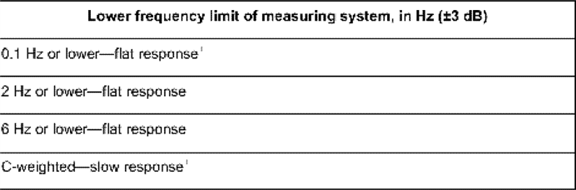 Lower frequency limit of measuring system, in Hz (±3 dB)
0.1 Hz or lower—flat response¹
2 Hz or lower—flat response
6 Hz or lower—flat response
C-weighted—slow response¹